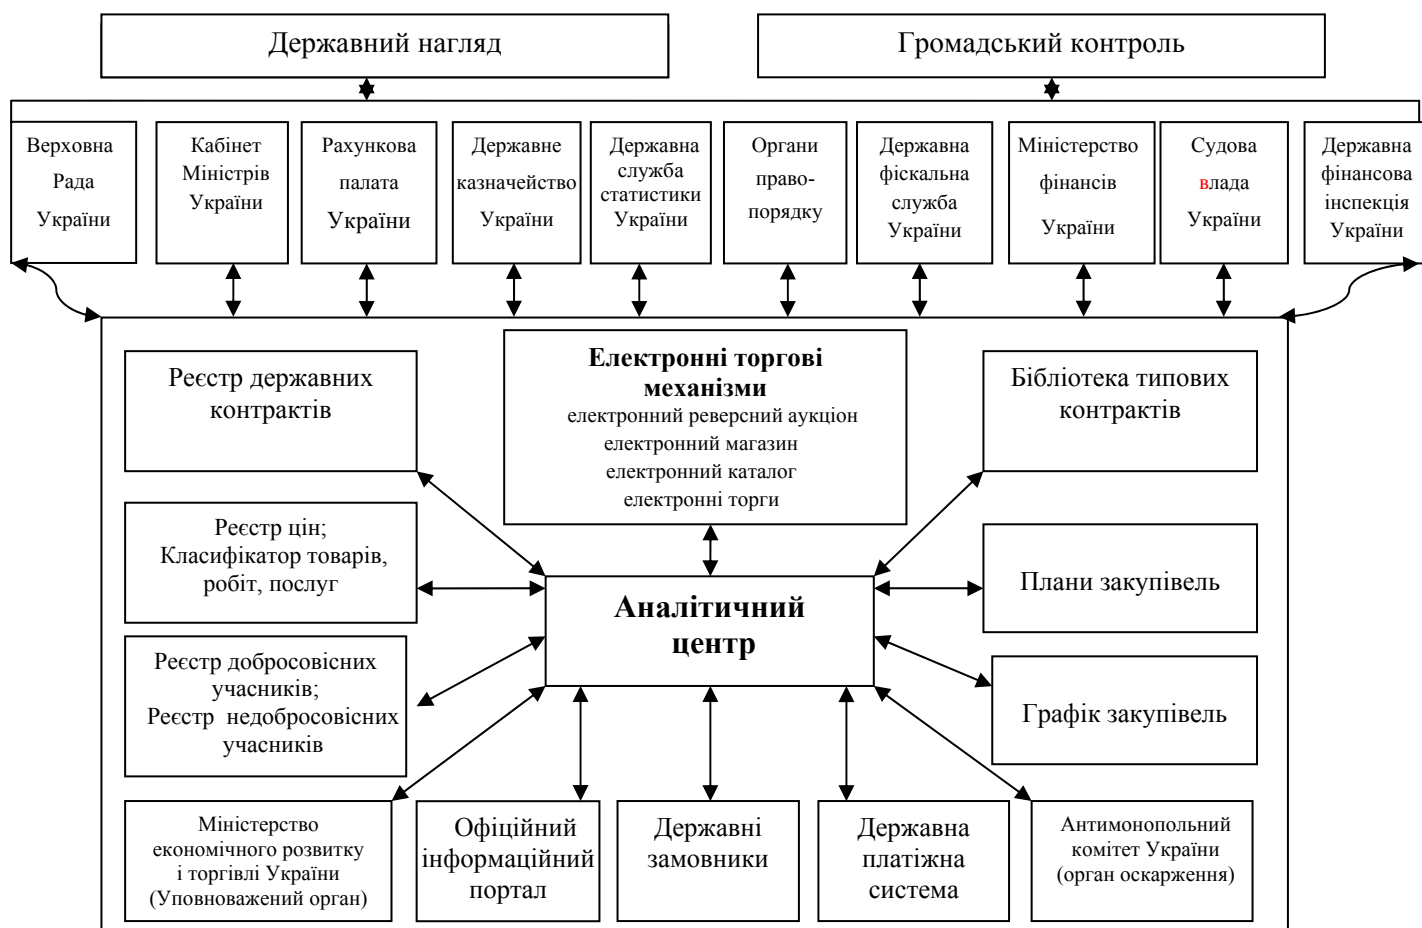 Державний нагляд
Громадський контроль
Верховна
Рада
України
Кабінет
Міністрів
України
Рахункова
палата
України
Державне
казначейство
України
Державна
служба
статистики
України
Органи
право-
порядку
Державна
фіскальна
служба
України
Міністерство
фінансів
України
Судова
влада
України
Державна
фінансова
інспекція
України
Реєстр державних
контрактів
Електронні торгові
механізми
електронний реверсний аукціон
електронний магазин
електронний каталог
електронні торги
Бібліотека типових
контрактів
Реєстр цін;
Класифікатор товарів,
робіт, послуг
Аналітичний
центр
Плани закупівель
Реєстр добросовісних
учасників;
Реєстр недобросовісних
учасників
Графік закупівель
Міністерство
економічного розвитку
і торгівлі України
(Уповноважений орган)
Офіційний
інформаційний
портал
Державні
замовники
Державна
платіжна
система
Антимонопольний
комітет України
(орган оскарження)